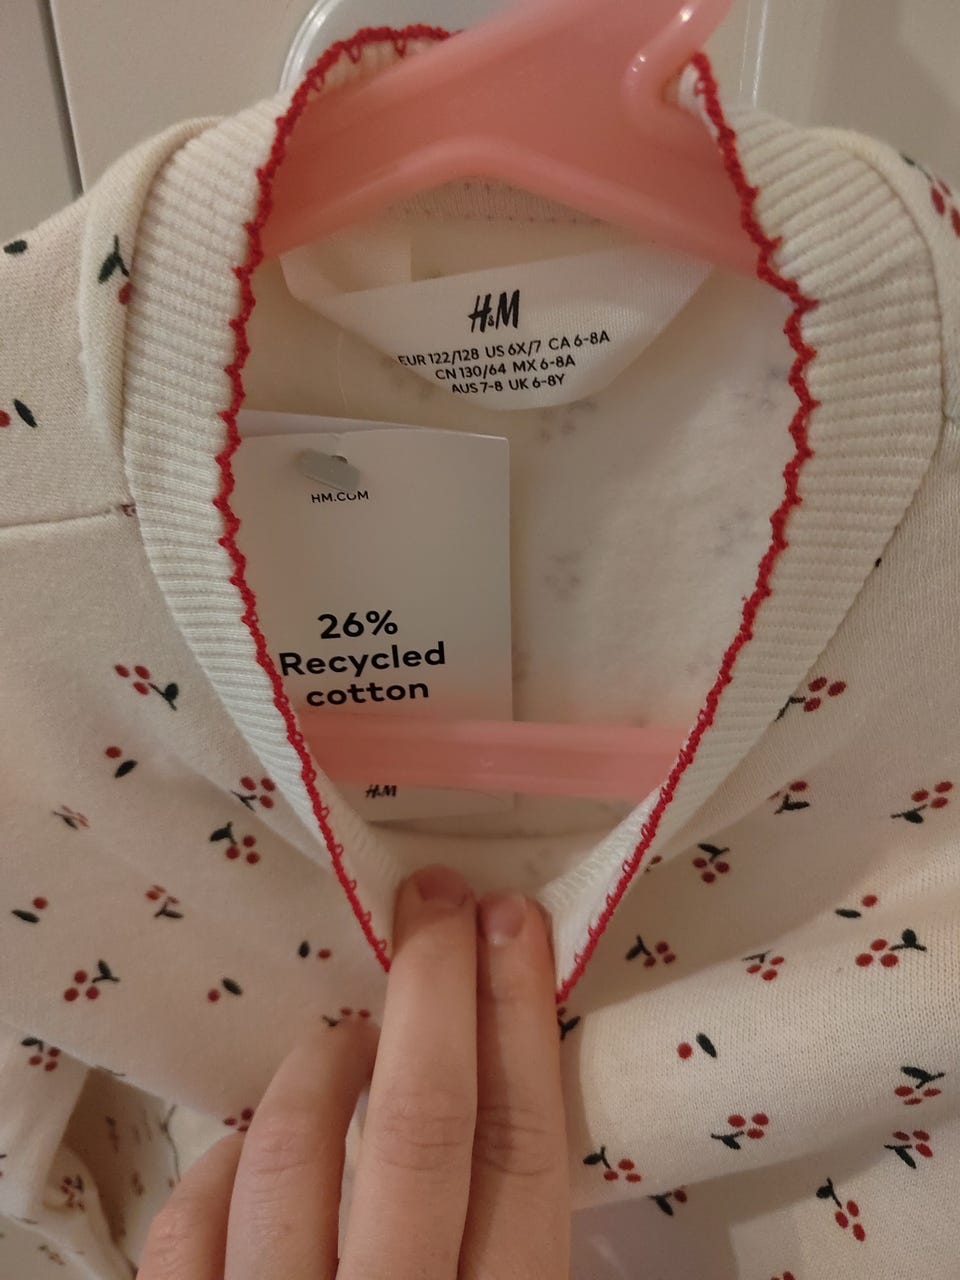 H&M
EUR 122/128 US 6X/7 CA 6-8A
CN 130/64 MX 6-8A
AUS 7-8 UK 6-8Y
HM.COM
26%
Recycled
cotton
H&M